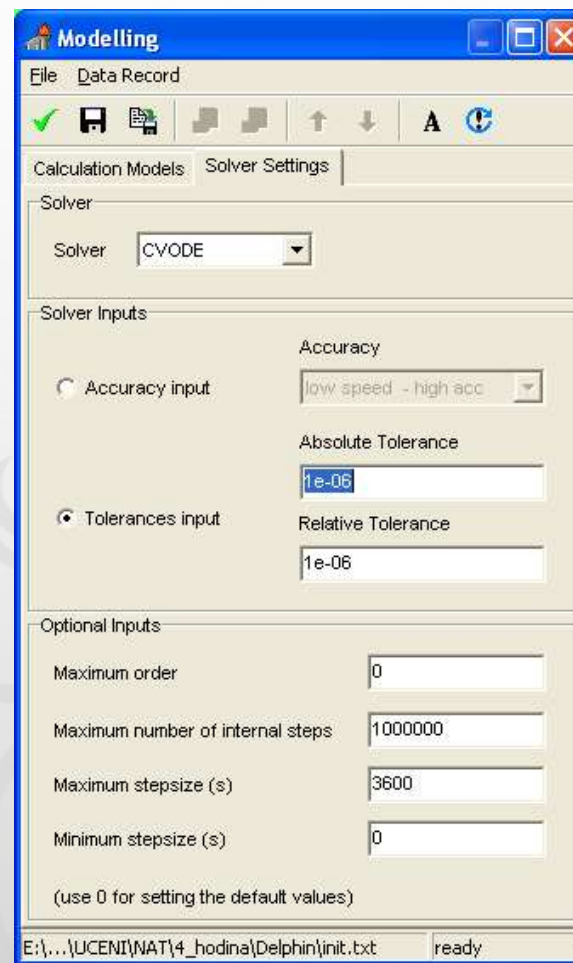 Modelling
File Data Record
A
Calculation Models Solver Settings
Solver
Solver CVODE
Solver Inputs
Accuracy
Accuracy input low speed - high acc
Absolute Tolerance
1e-06
Tolerances input Relative Tolerance
1e-06
Optional Inputs
Maximum order 0
Maximum number of internal steps 1000000
Maximum stepsize (s) 3600
Minimum stepsize (s) 0
(use 0 for setting the default values)
E:\...\UCENI\NAT\4_hodina\Delphin\init.txt ready